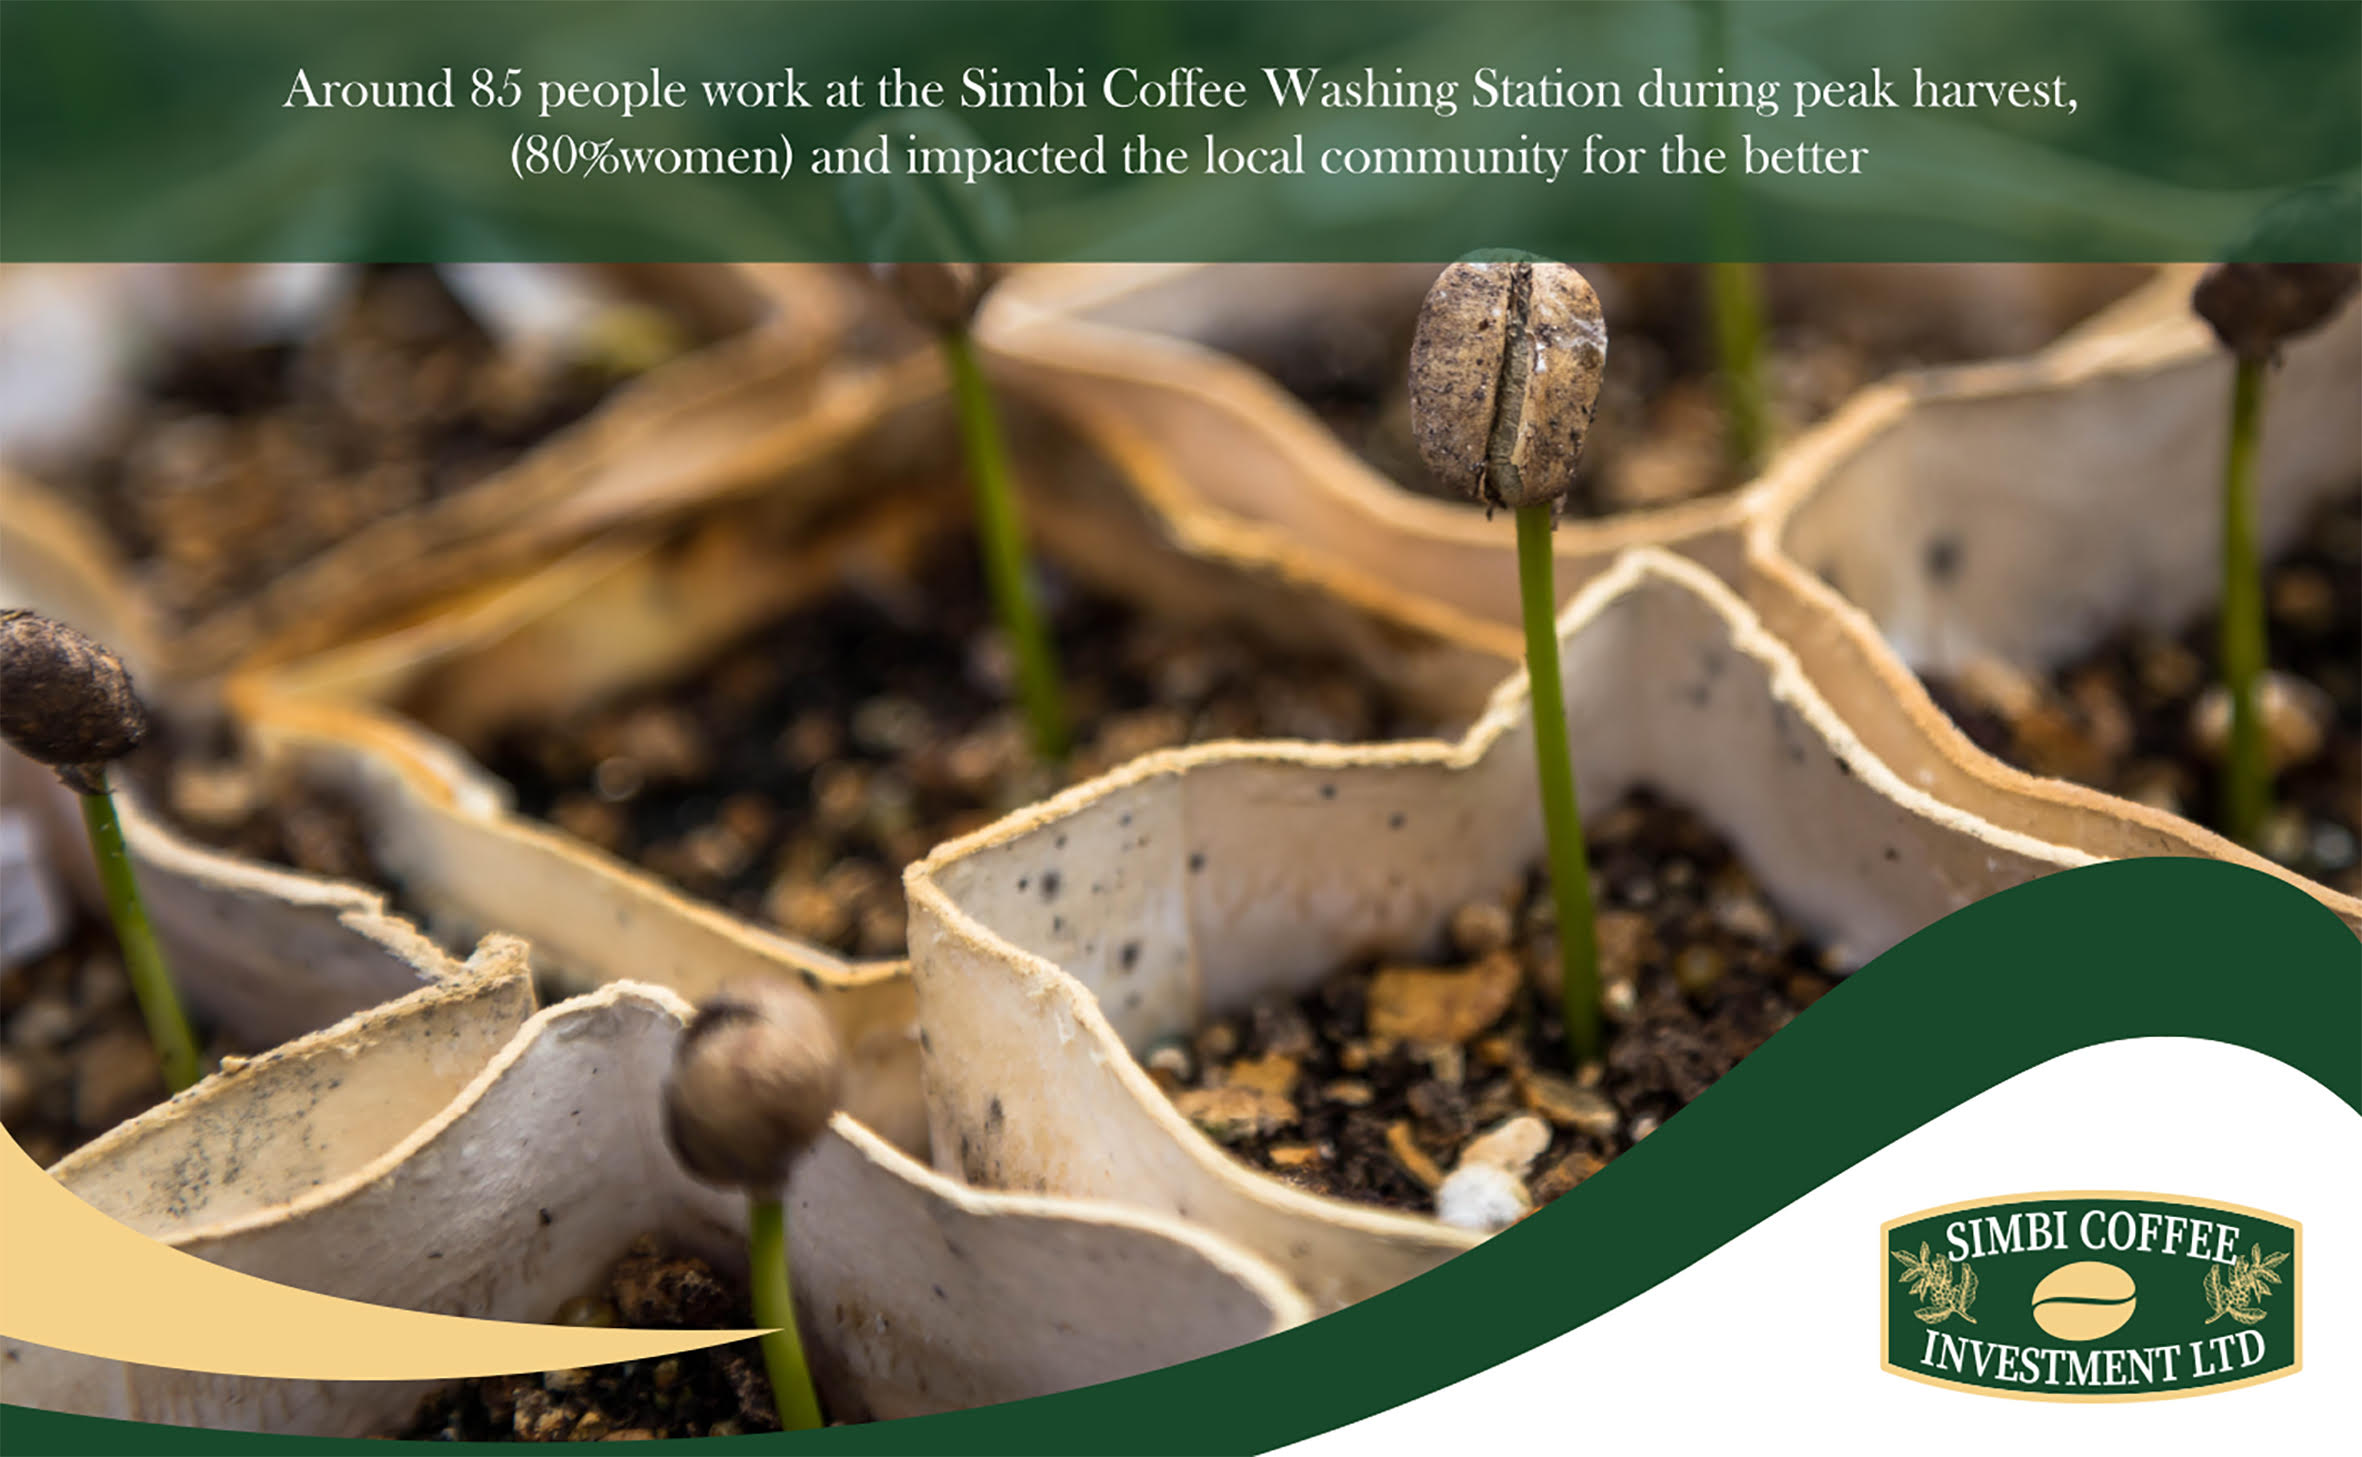 Around 85 people work at the Simbi Coffee Washing Station during peak harvest,
(80%women) and impacted the local community for the better
SIMBI COFFEE
INVESTMENT LTD